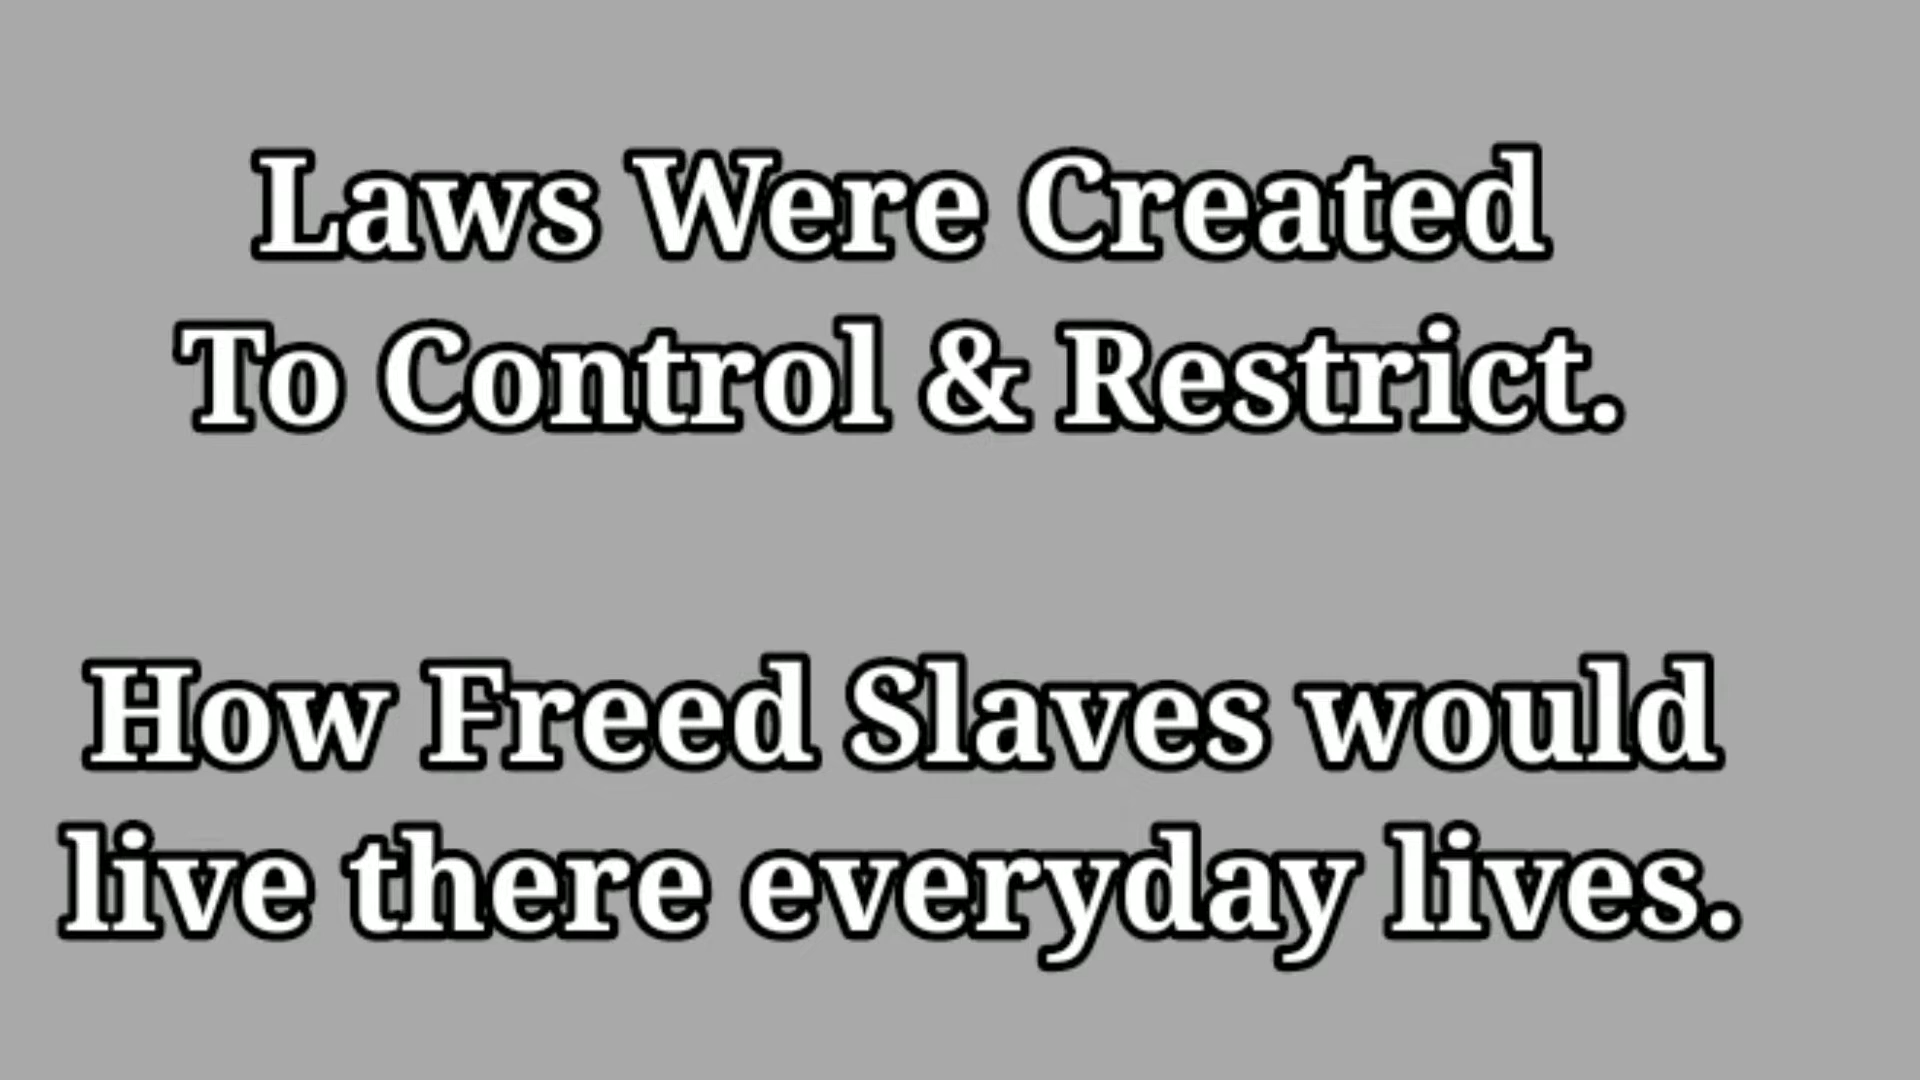 Laws Were Created
To Control & Restrict.
How Freed Slaves would
live there everyday lives.